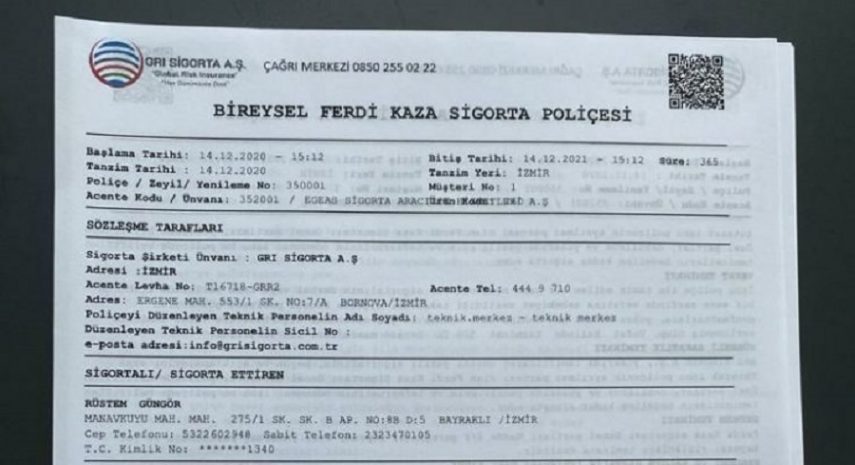 GRI SİGORTA A.Ş.
"Global Risk Insurance"
ÇAĞRI MERKEZİ 0850 255 02 22
BİREYSEL FERDİ KAZA SİGORTA POLİÇESİ
Başlama Tarihi: 14.12.2020 - 15:12 Bitiş Tarihi: 14.12.2021 - 15:12 Süre: 365
Tanzim Tarihi : 14.12.2020 Tanzim Yeri: İZMİR
Poliçe / Zeyil/ Yenileme No: 350001 Müşteri No: 1
Acente Kodu / Ünvanı: 352001 / EGEAS SİGORTA A.Ş
SÖZLEŞME TARAFLARI
Sigorta Şirketi Ünvanı : GRI SİGORTA A.Ş
Adresi :İZMİR
Acente Levha No: T16718-GRR2 Acente Tel: 444 9 710
Adres: ERGENE MAH. 553/1 SK. NO:7/A BORNOVA/İZMİR
Poliçeyi Düzenleyen Teknik Personelin Adı Soyadı: teknik.merkez - teknik merkez
Düzenleyen Teknik Personelin Sicil No :
e-posta adresi:info@grisigorta.com.tr
SİGORTALI/ SİGORTA ETTİREN
RÜSTEM GÜNGÖR
MANAVKUYU MAH. MAH. 275/1 SK. SK. B AP. NO:8B D:5 BAYRAKLI /İZMİR
Cep Telefonu: 5322602948 Sabit Telefon: 2323470105
T.C. Kimlik No: *******1340